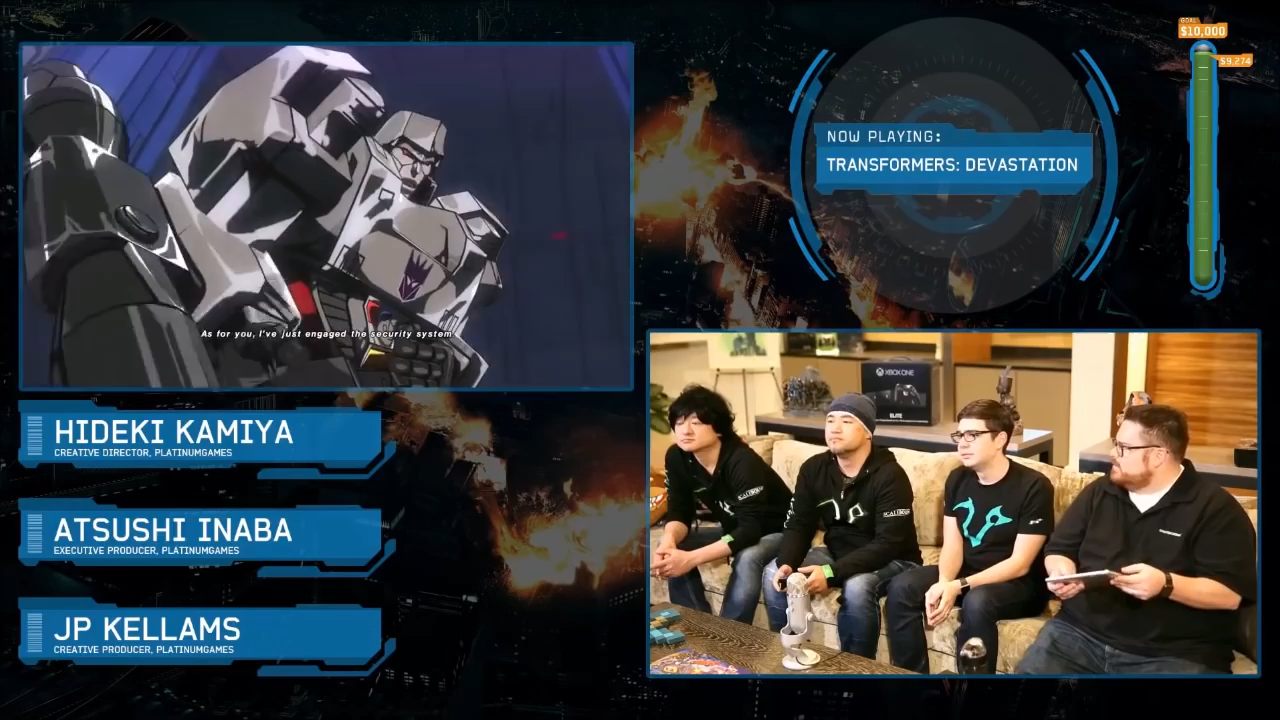 GOAL
$10,000
$9,274
NOW PLAYING:
TRANSFORMERS: DEVASTATION
As for you, I've just engaged the security system.
HIDEKI KAMIYA
CREATIVE DIRECTOR, PLATINUMGAMES
ATSUSHI INABA
EXECUTIVE PRODUCER, PLATINUMGAMES
JP KELLAMS
CREATIVE PRODUCER, PLATINUMGAMES
XBOX ONE
ELITE
SCALEBOUND